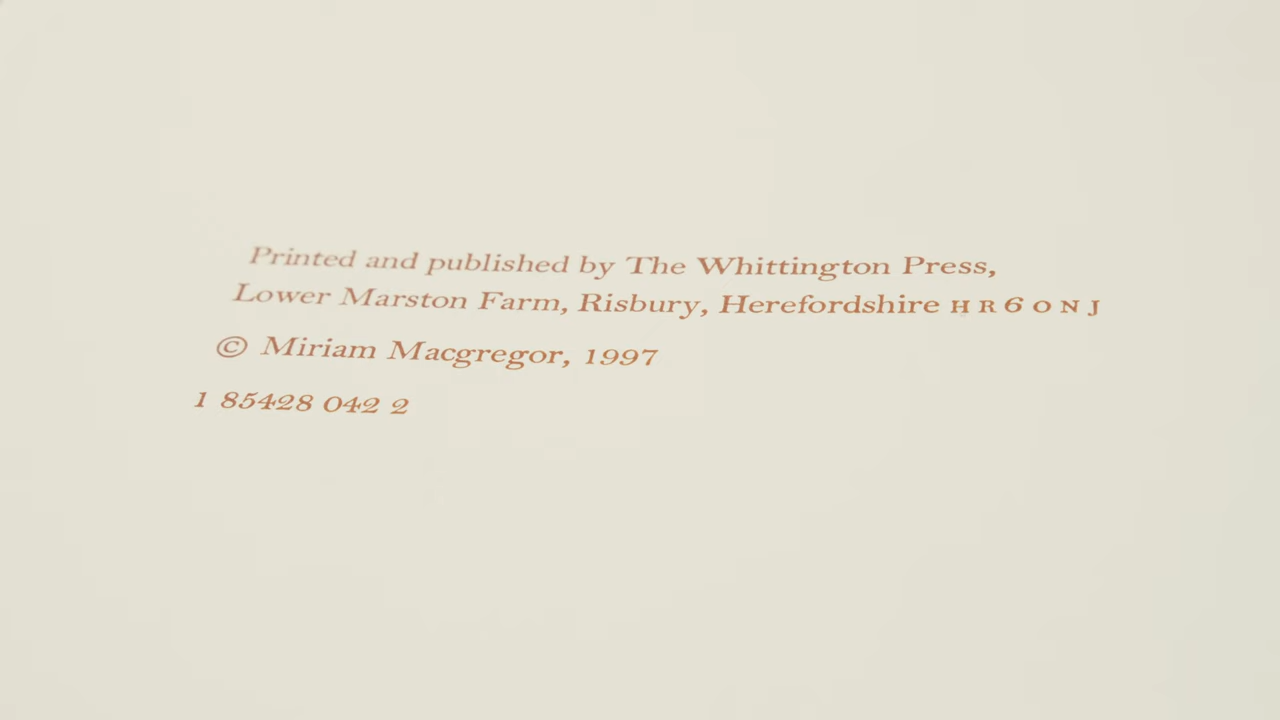 Printed and published by The Whittington Press,
Lower Marston Farm, Risbury, Herefordshire HR6 0NJ
© Miriam Macgregor, 1997
1 85428 042 2